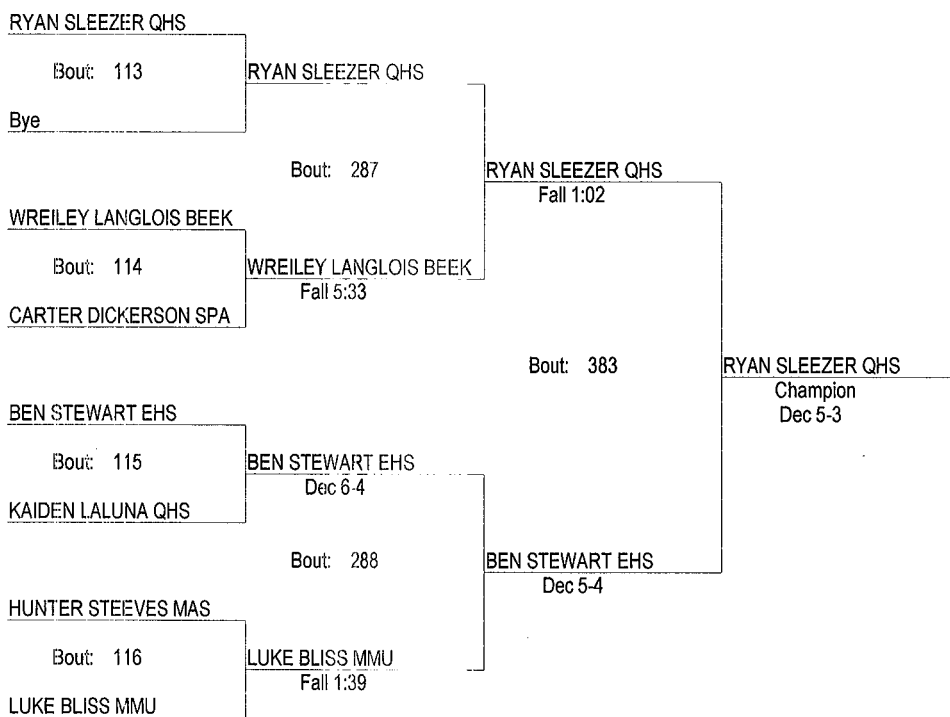 RYAN SLEEZER QHS
Bout: 113
RYAN SLEEZER QHS
Bye
Bout: 287
RYAN SLEEZER QHS
Fall 1:02
WREILEY LANGLOIS BEEK
Bout: 114
WREILEY LANGLOIS BEEK
Fall 5:33
CARTER DICKERSON SPA
Bout: 383
RYAN SLEEZER QHS
Champion
Dec 5-3
BEN STEWART EHS
Bout: 115
BEN STEWART EHS
Dec 6-4
KAIDEN LALUNA QHS
Bout: 288
BEN STEWART EHS
Dec 5-4
HUNTER STEEVES MAS
Bout: 116
LUKE BLISS MMU
Fall 1:39
LUKE BLISS MMU